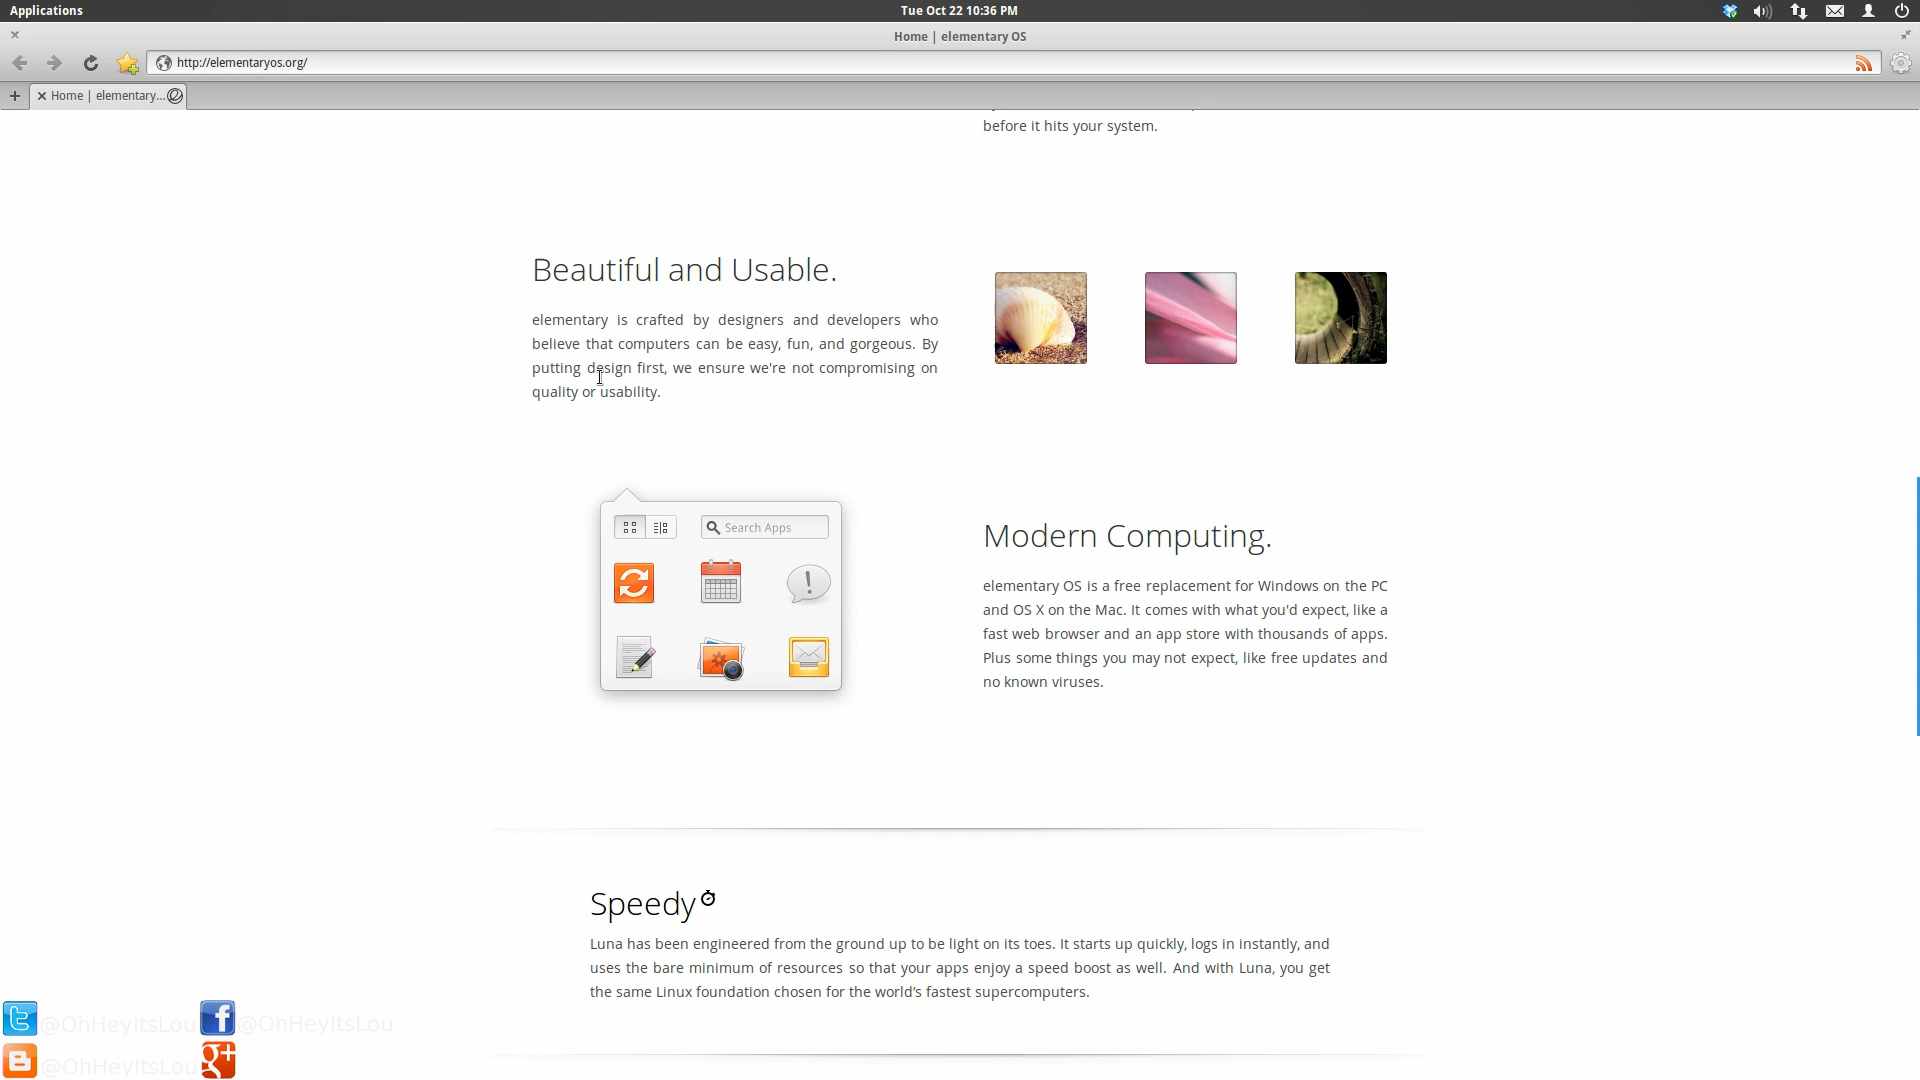 Applications
Tue Oct 22 10:36 PM
Home | elementary OS
http://elementaryos.org/
Home | elementary...
before it hits your system.
Beautiful and Usable.
elementary is crafted by designers and developers who
believe that computers can be easy, fun, and gorgeous. By
putting design first, we ensure we're not compromising on
quality or usability.
Search Apps
Modern Computing.
elementary OS is a free replacement for Windows on the PC
and OS X on the Mac. It comes with what you'd expect, like a
fast web browser and an app store with thousands of apps.
Plus some things you may not expect, like free updates and
no known viruses.
Speedy
Luna has been engineered from the ground up to be light on its toes. It starts up quickly, logs in instantly, and
uses the bare minimum of resources so that your apps enjoy a speed boost as well. And with Luna, you get
the same Linux foundation chosen for the world’s fastest supercomputers.
@OhHeyItsLou @OhHeyItsLou
@OhHeyItsLou